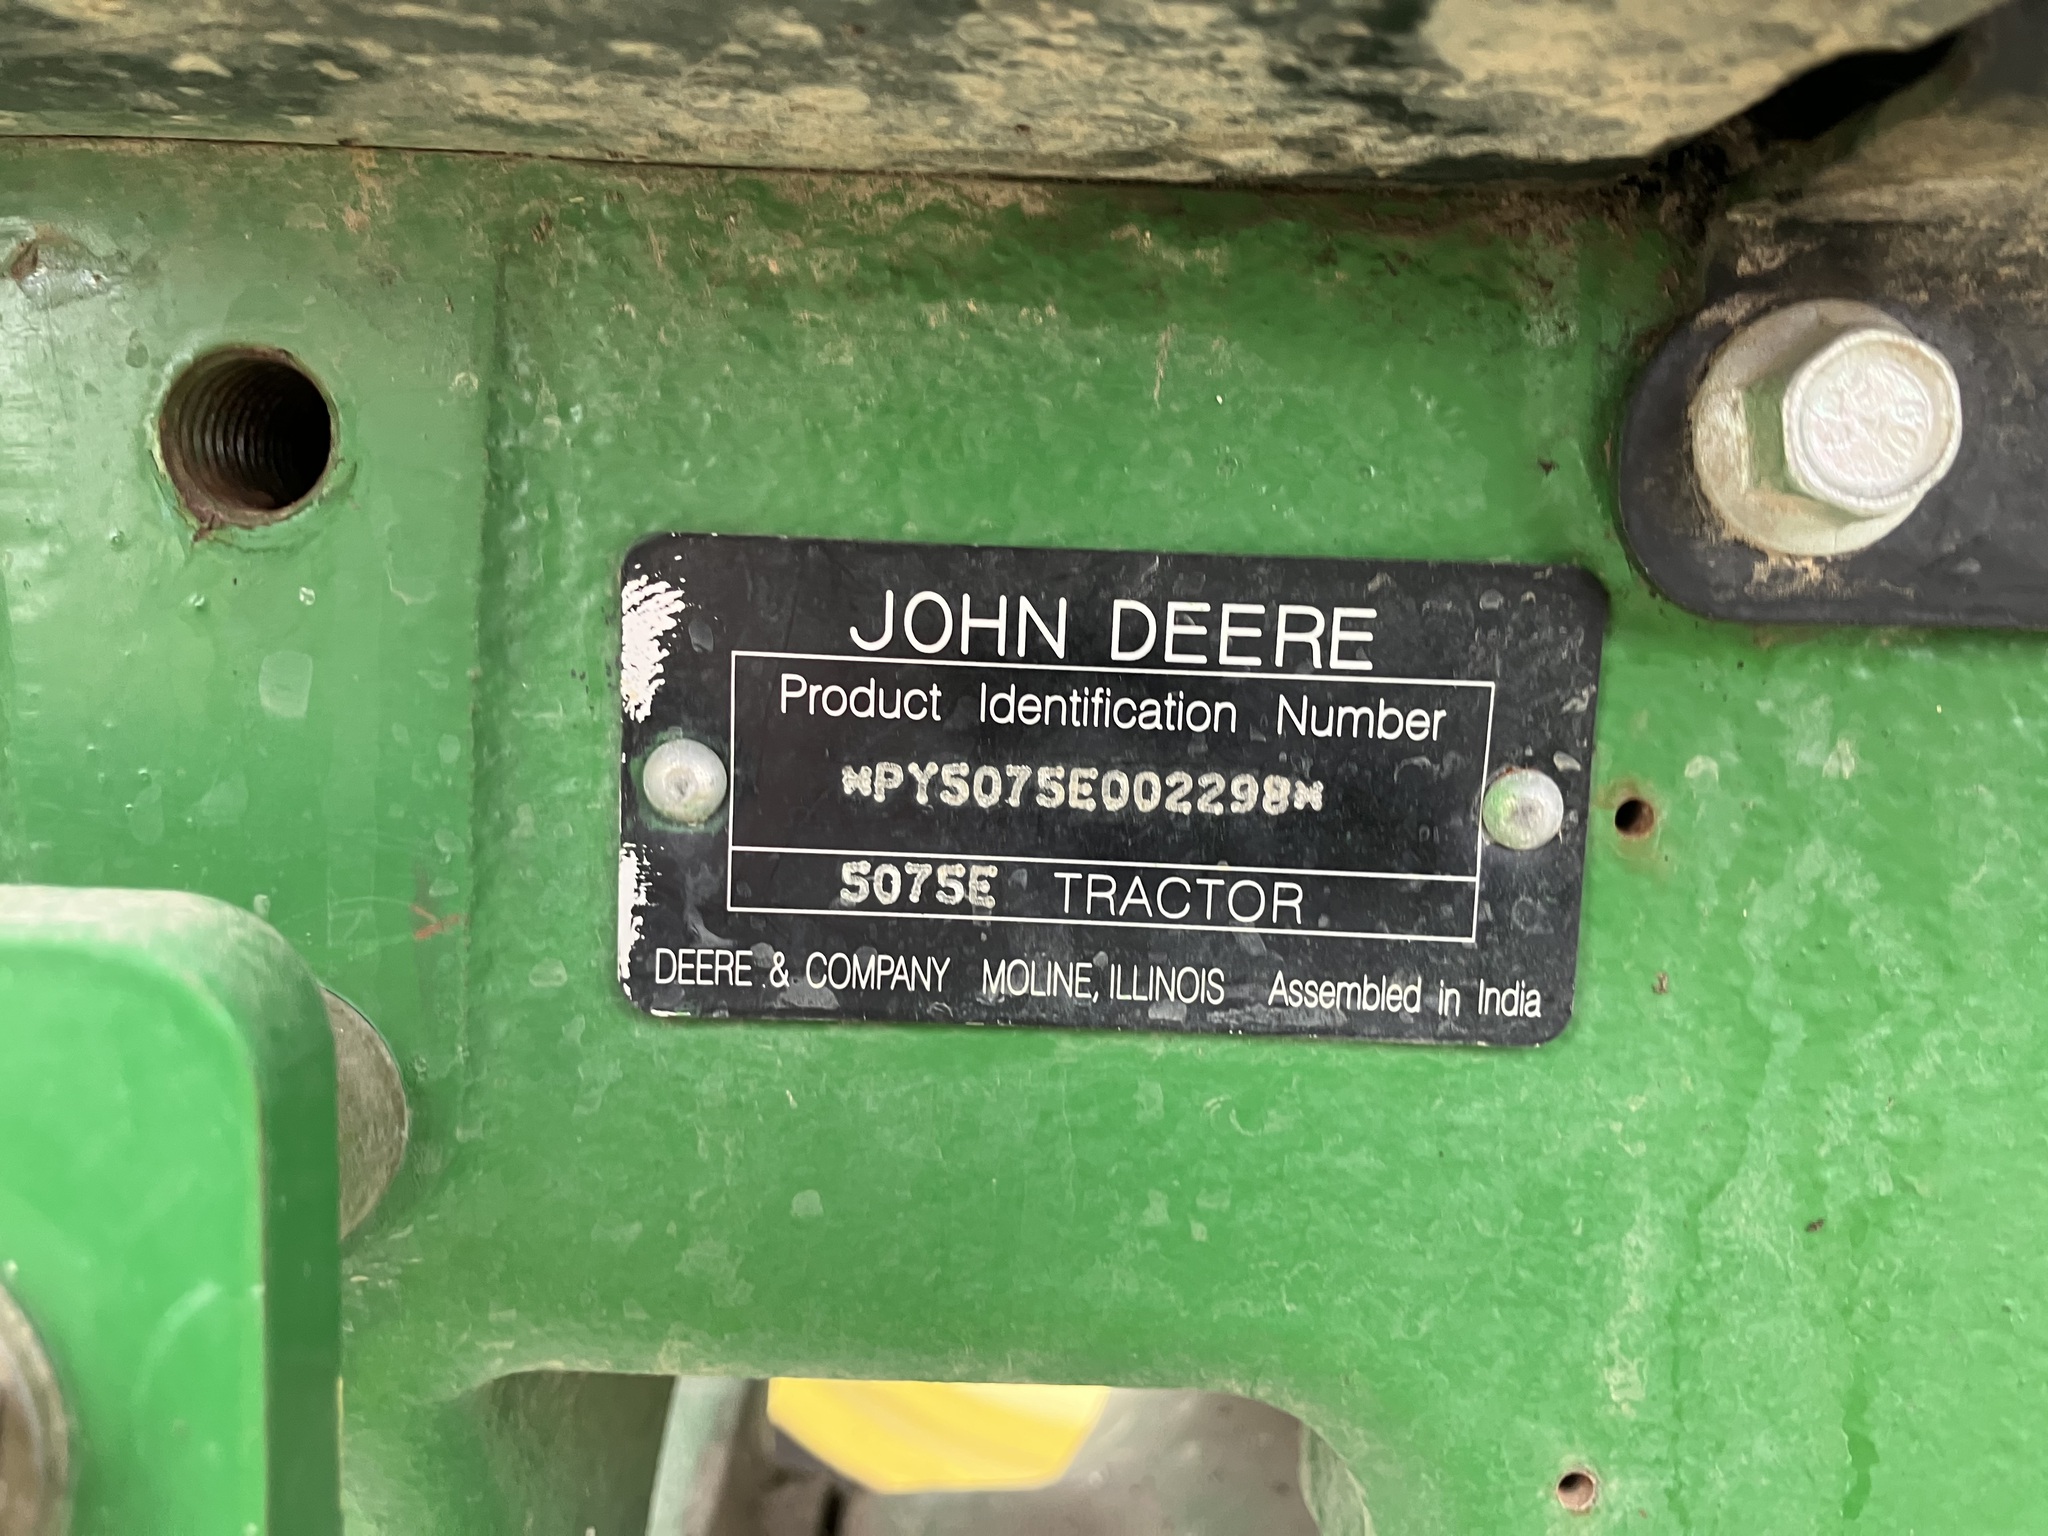 JOHN DEERE
Product Identification Number
*PY5075E002298*
5075E TRACTOR
DEERE & COMPANY MOLINE, ILLINOIS Assembled in India